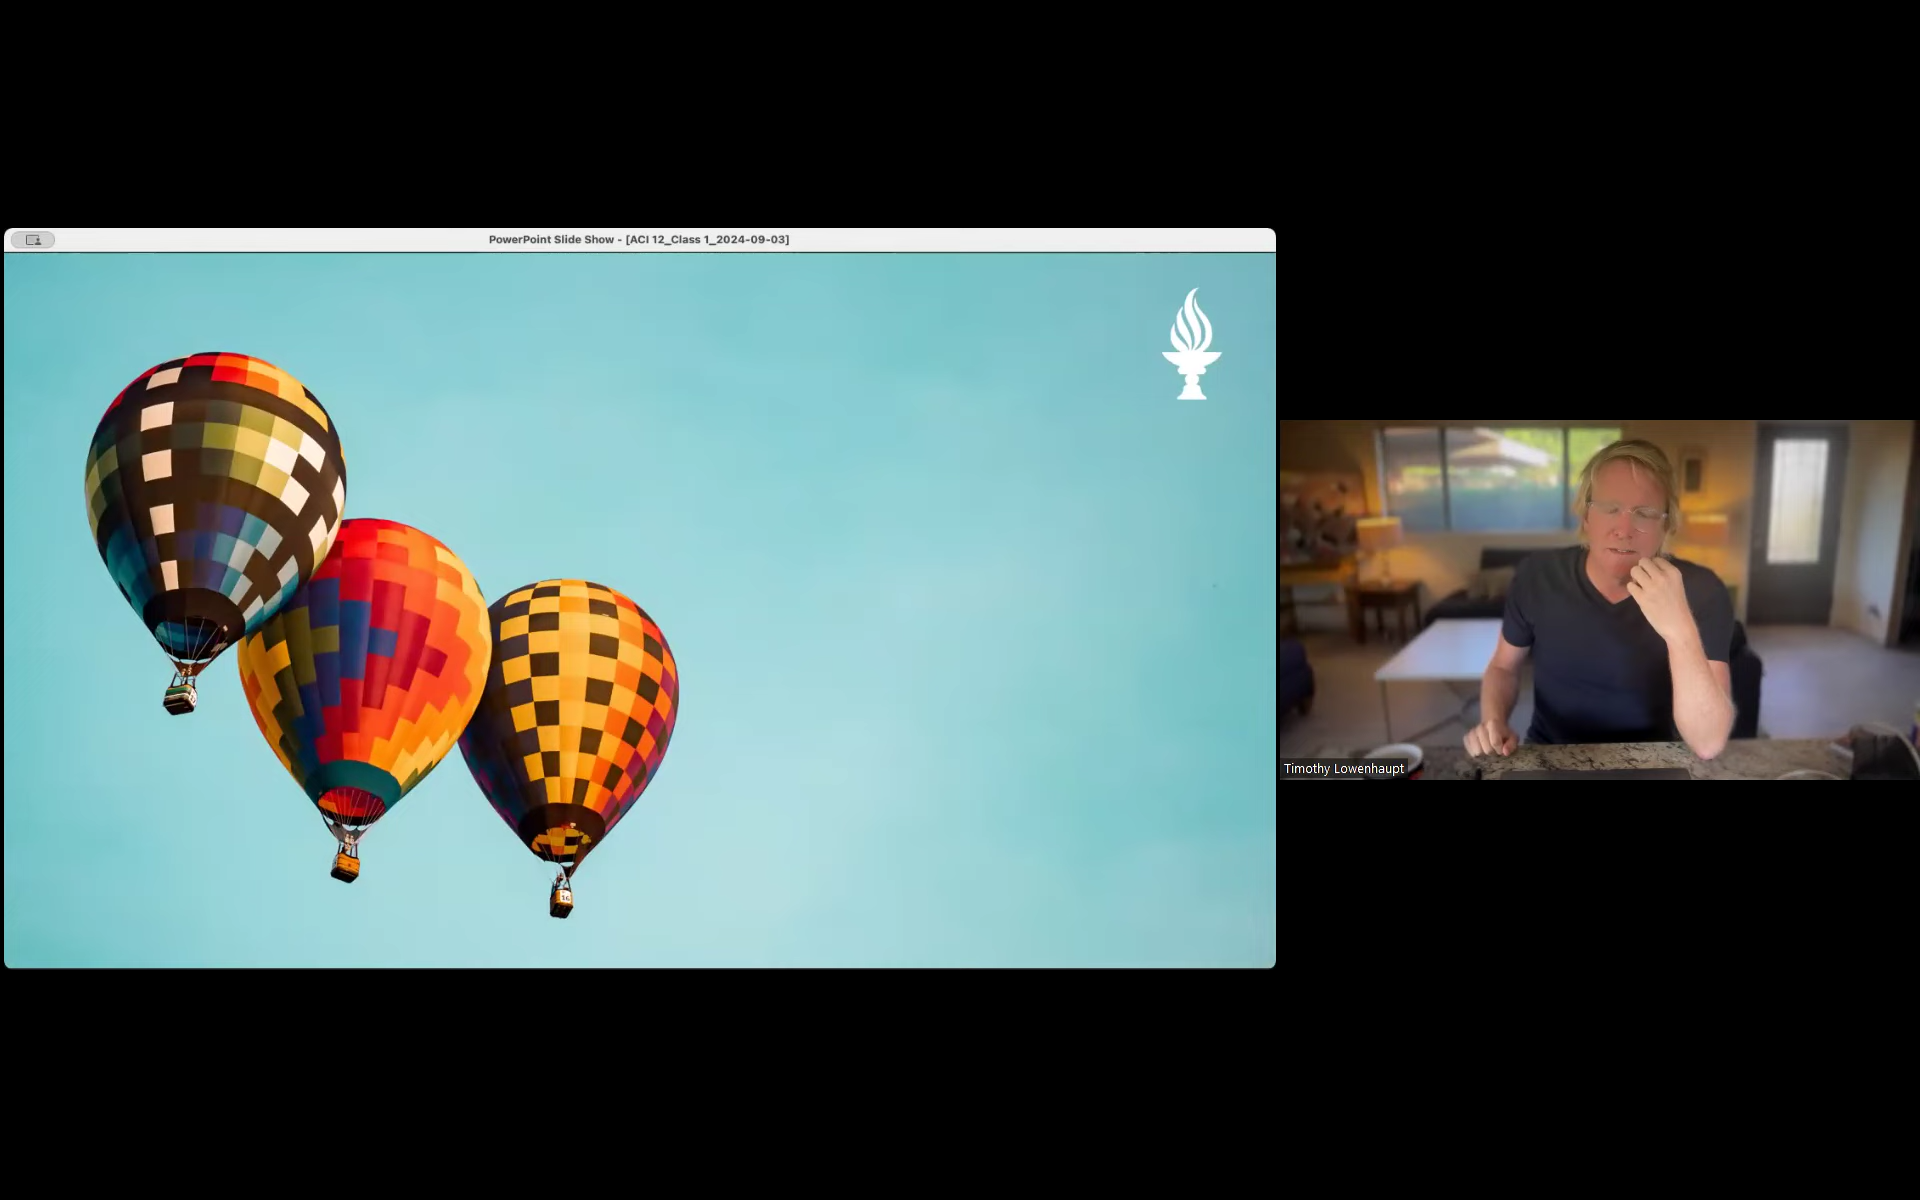 PowerPoint Slide Show - [ACI 12_Class 1_2024-09-03]
Timothy Lowenhaupt